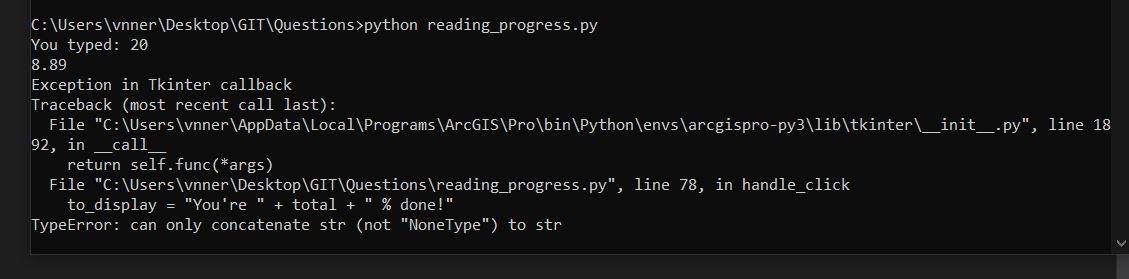 C:\Users\vnner\Desktop\GIT\Questions>python reading_progress.py
You typed: 20
8.89
Exception in Tkinter callback
Traceback (most recent call last):
  File "C:\Users\vnner\AppData\Local\Programs\ArcGIS\Pro\bin\Python\envs\arcgispro-py3\lib\tkinter\__init__.py", line 18
92, in __call__
    return self.func(*args)
  File "C:\Users\vnner\Desktop\GIT\Questions\reading_progress.py", line 78, in handle_click
    to_display = "You're " + total + " % done!"
TypeError: can only concatenate str (not "NoneType") to str